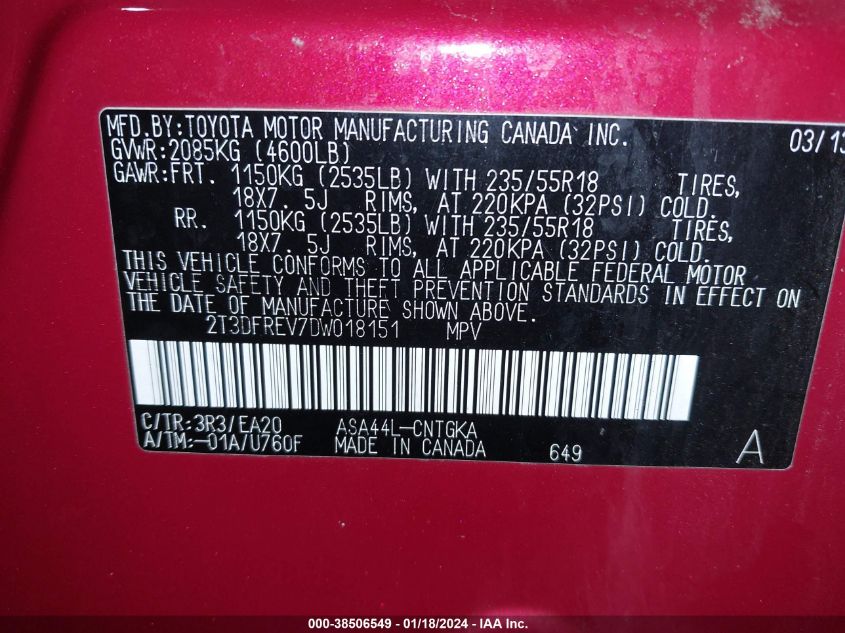 MFD.BY:TOYOTA MOTOR MANUFACTURING CANADA INC. 03/13
GVWR:2085KG (4600LB)
GAWR:FRT. 1150KG (2535LB) WITH 235/55R18 TIRES,
18X7. 5J RIMS, AT 220KPA (32PSI) COLD.
RR. 1150KG (2535LB) WITH 235/55R18 TIRES,
18X7. 5J RIMS, AT 220KPA (32PSI) COLD.
THIS VEHICLE CONFORMS TO ALL APPLICABLE FEDERAL MOTOR
VEHICLE SAFETY AND THEFT PREVENTION STANDARDS IN EFFECT ON
THE DATE OF MANUFACTURE SHOWN ABOVE.
2T3DFREV7DW018151 MPV
C/TR:3R3/EA20 ASA44L-CNTGKA
A/TM:-01A/U760F MADE IN CANADA 649 A
000-38506549 - 01/18/2024 - IAA Inc.